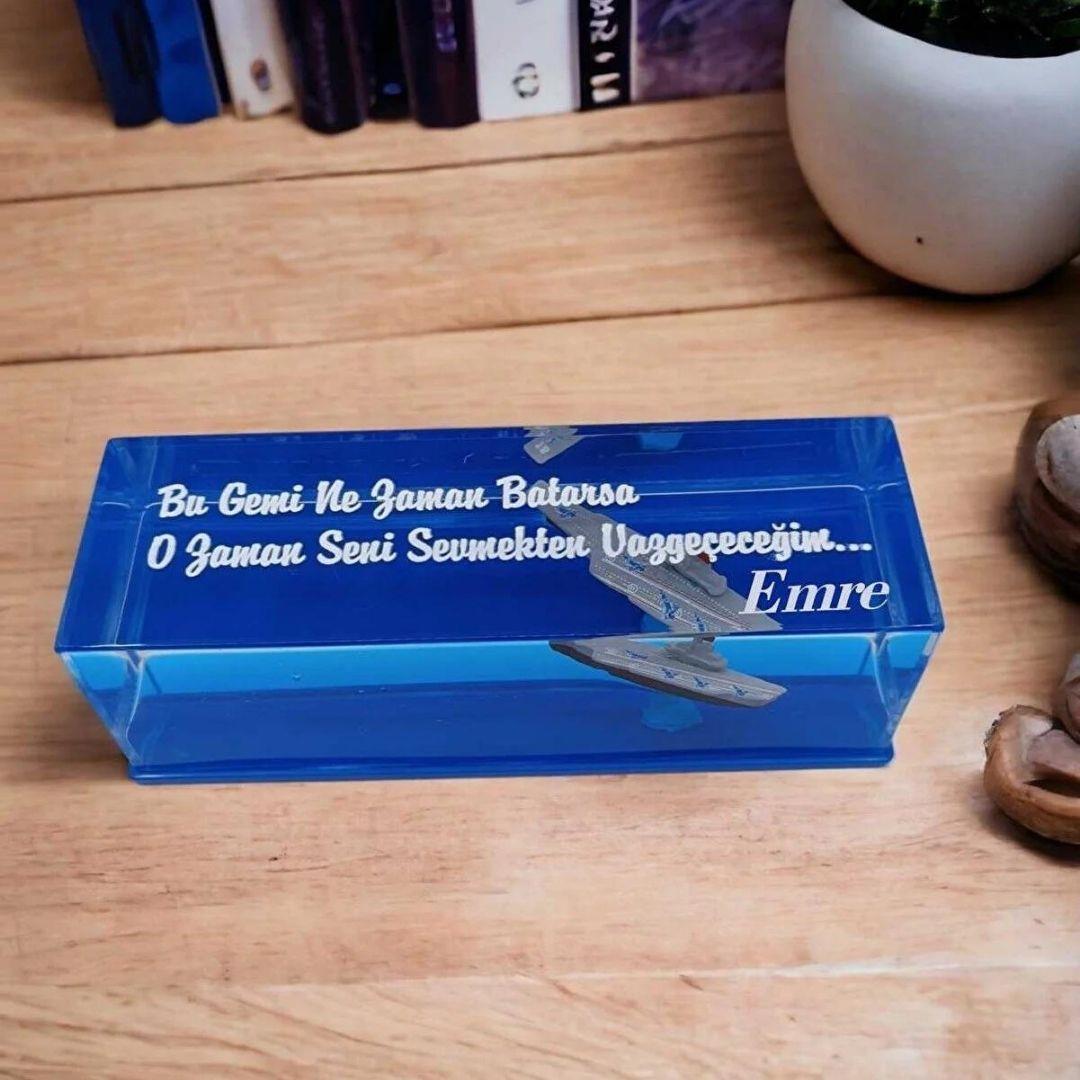 Bu Gemi Ne Zaman Batarsa
O Zaman Seni Sevmekten Vazgeçeceğim...
Emre